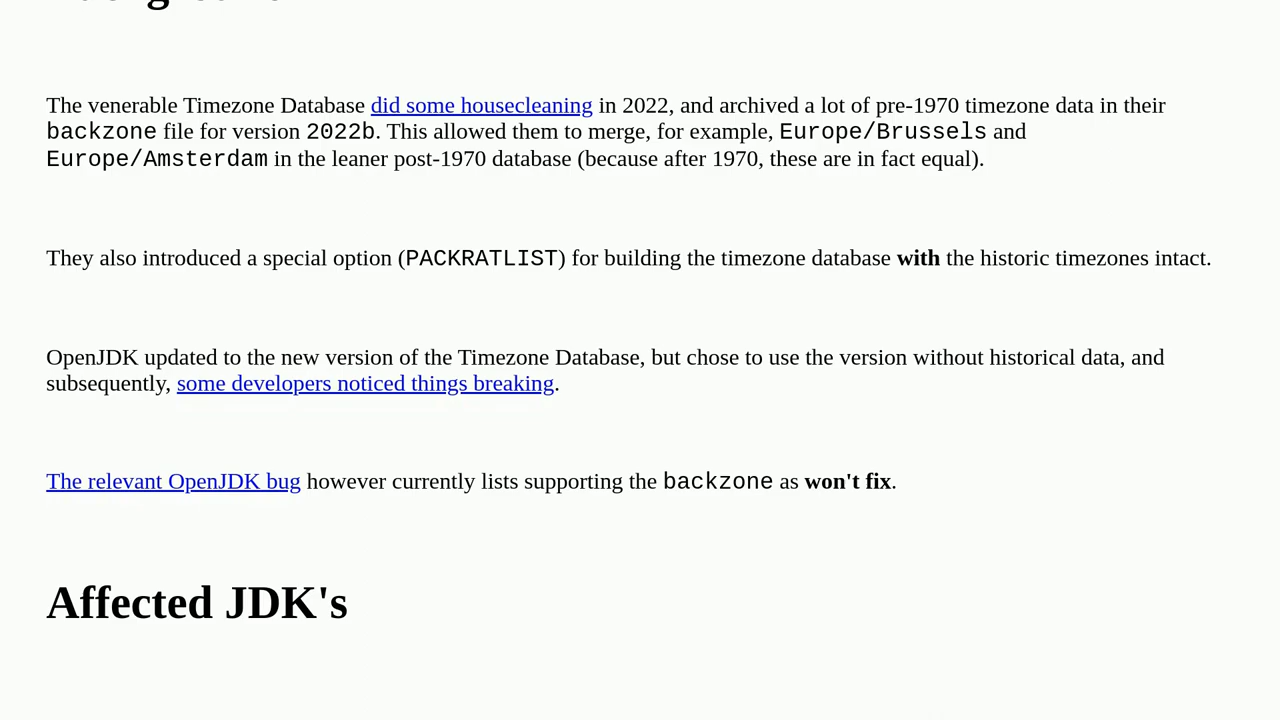 The venerable Timezone Database did some housecleaning in 2022, and archived a lot of pre-1970 timezone data in their
backzone file for version 2022b. This allowed them to merge, for example, Europe/Brussels and
Europe/Amsterdam in the leaner post-1970 database (because after 1970, these are in fact equal).
They also introduced a special option (PACKRATLIST) for building the timezone database with the historic timezones intact.
OpenJDK updated to the new version of the Timezone Database, but chose to use the version without historical data, and
subsequently, some developers noticed things breaking.
The relevant OpenJDK bug however currently lists supporting the backzone as won't fix.
Affected JDK's